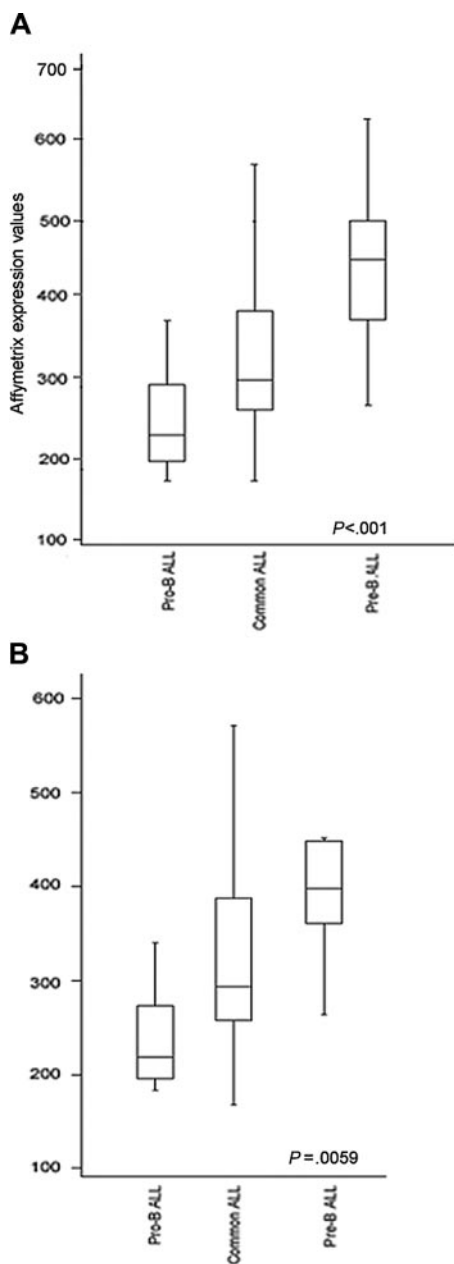 A
700
600
500
400
300
200
100
Affymetrix expression values
P<.001
Pro-B ALL
Common ALL
Pre-B ALL
B
600
500
400
300
200
100
P=.0059
Pro-B ALL
Common ALL
Pre-B ALL